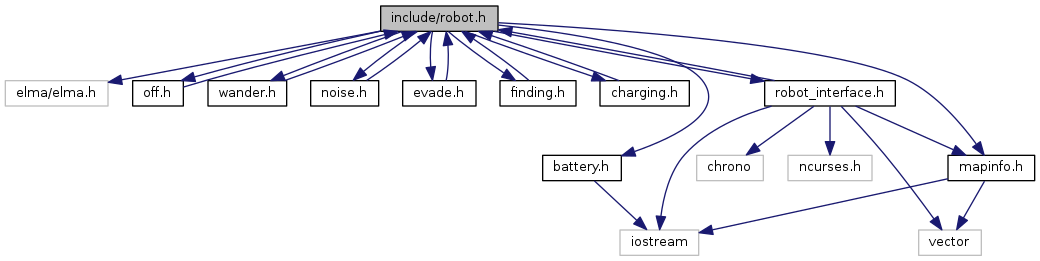 include/robot.h
elma/elma.h
off.h
wander.h
noise.h
evade.h
finding.h
charging.h
robot_interface.h
battery.h
chrono
ncurses.h
mapinfo.h
iostream
vector